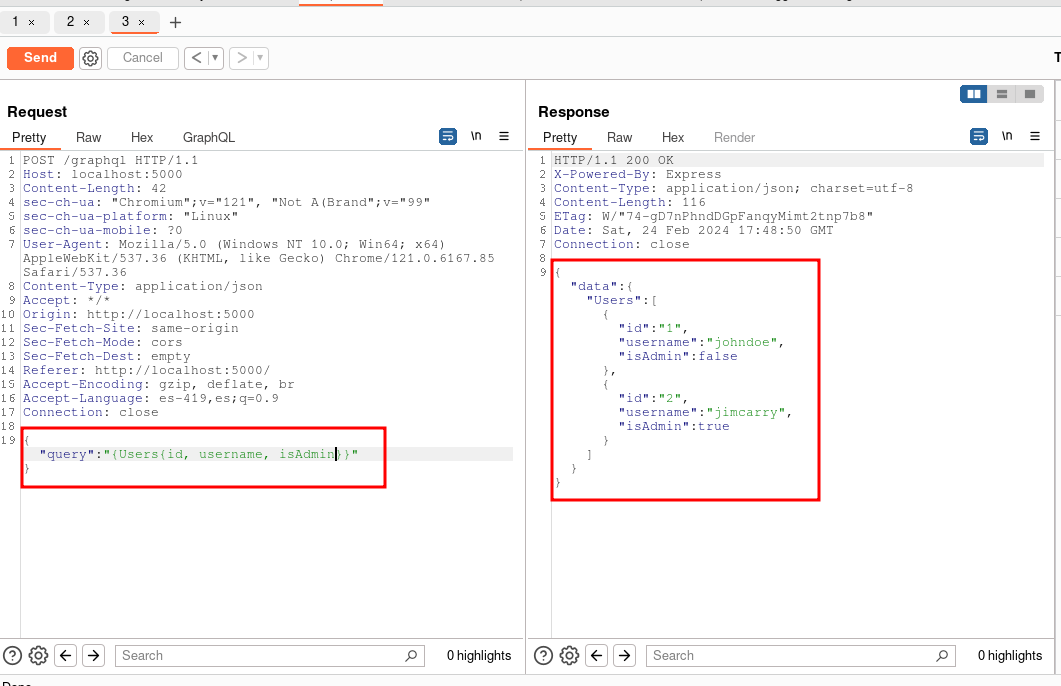 1 × 2 × 3 × +
Send Cancel < ▾ > ▾
Request
Pretty Raw Hex GraphQL \n ≡
1 POST /graphql HTTP/1.1
2 Host: localhost:5000
3 Content-Length: 42
4 sec-ch-ua: "Chromium";v="121", "Not A(Brand";v="99"
5 sec-ch-ua-platform: "Linux"
6 sec-ch-ua-mobile: ?0
7 User-Agent: Mozilla/5.0 (Windows NT 10.0; Win64; x64)
AppleWebKit/537.36 (KHTML, like Gecko) Chrome/121.0.6167.85
Safari/537.36
8 Content-Type: application/json
9 Accept: */*
10 Origin: http://localhost:5000
11 Sec-Fetch-Site: same-origin
12 Sec-Fetch-Mode: cors
13 Sec-Fetch-Dest: empty
14 Referer: http://localhost:5000/
15 Accept-Encoding: gzip, deflate, br
16 Accept-Language: es-419,es;q=0.9
17 Connection: close
18
19 {
"query":"{Users{id, username, isAdmin}}"
}
? ← → Search 0 highlights
Response
Pretty Raw Hex Render \n ≡
1 HTTP/1.1 200 OK
2 X-Powered-By: Express
3 Content-Type: application/json; charset=utf-8
4 Content-Length: 116
5 ETag: W/"74-gD7nPhndDGpFanqyMimt2tnp7b8"
6 Date: Sat, 24 Feb 2024 17:48:50 GMT
7 Connection: close
8
9 {
"data":{
"Users":[
{
"id":"1",
"username":"johndoe",
"isAdmin":false
},
{
"id":"2",
"username":"jimcarry",
"isAdmin":true
}
]
}
}
? ← → Search 0 highlights